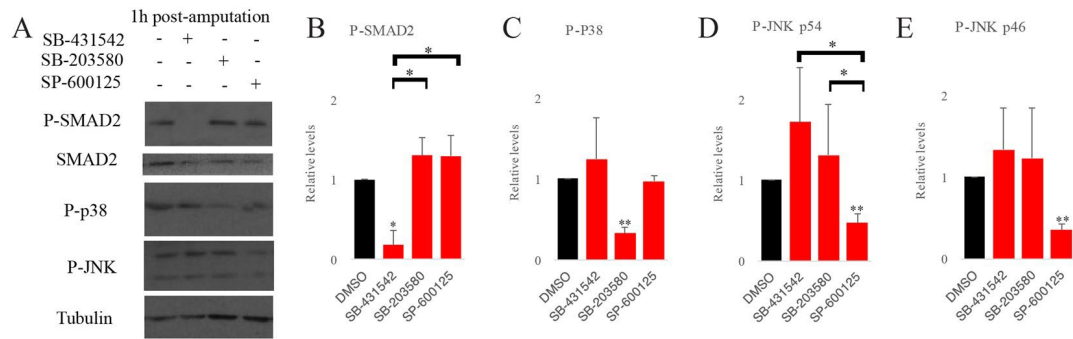 A
1h post-amputation
SB-431542 - + - -
SB-203580 - - + -
SP-600125 - - - +
P-SMAD2
SMAD2
P-p38
P-JNK
Tubulin
B
P-SMAD2
*
*
2
1
0
Relative levels
*
DMSO
SB-431542
SB-203580
SP-600125
C
P-P38
2
1
0
Relative levels
**
DMSO
SB-431542
SB-203580
SP-600125
D
P-JNK p54
*
*
2
1
0
Relative levels
**
DMSO
SB-431542
SB-203580
SP-600125
E
P-JNK p46
2
1
0
Relative levels
**
DMSO
SB-431542
SB-203580
SP-600125